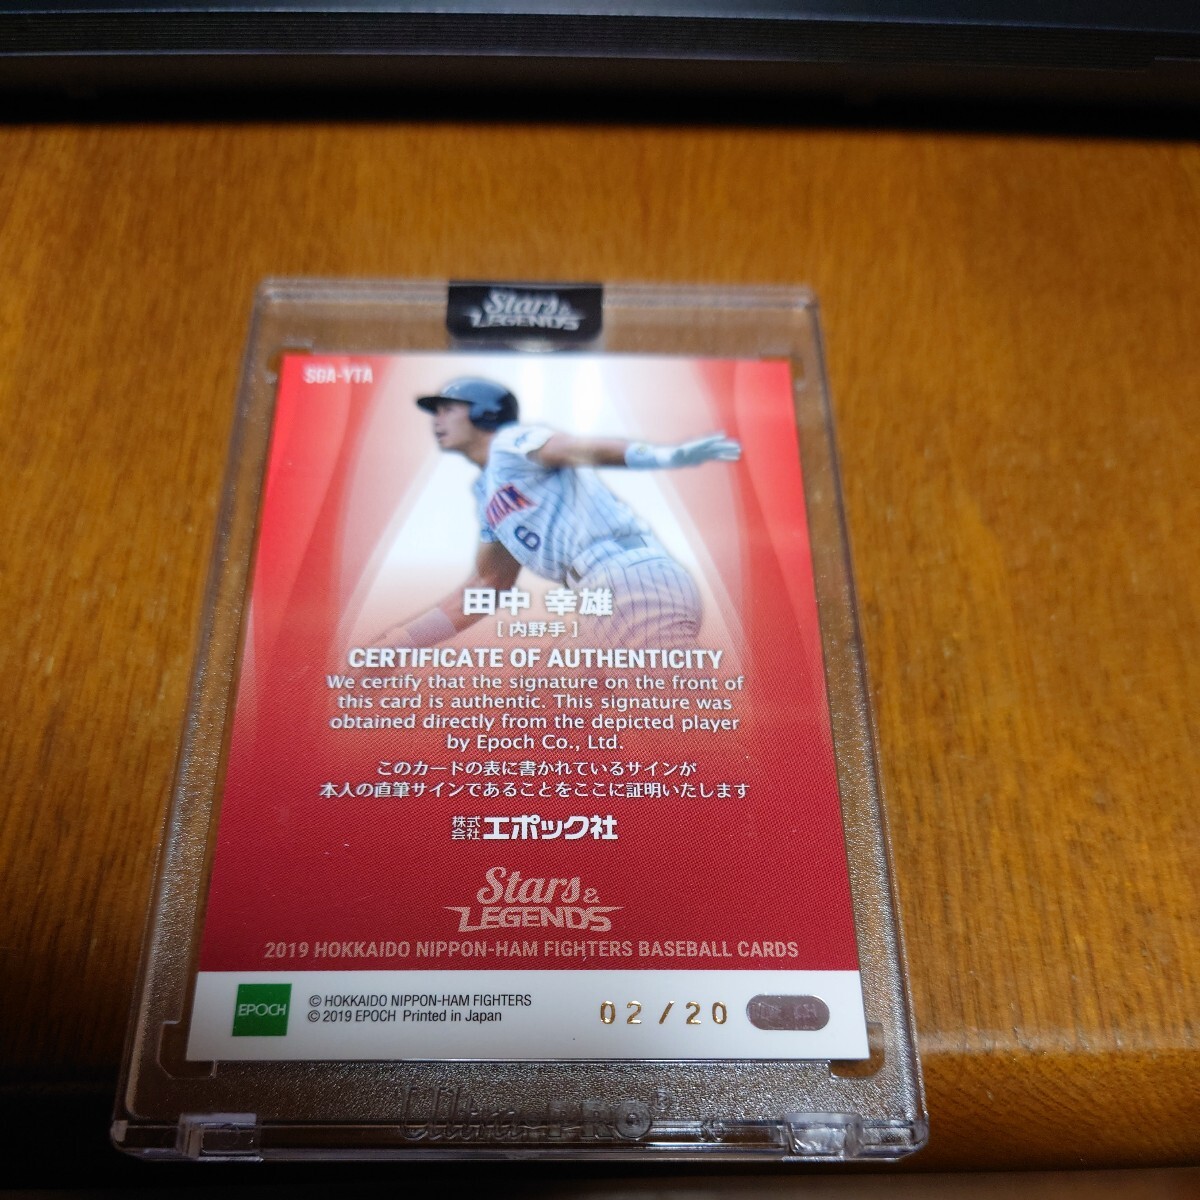 Stars &
LEGENDS
SGA-YTA
6
田中 幸雄
[ 内野手 ]
CERTIFICATE OF AUTHENTICITY
We certify that the signature on the front of
this card is authentic. This signature was
obtained directly from the depicted player
by Epoch Co., Ltd.
このカードの表に書かれているサインが
本人の直筆サインであることをここに証明いたします
株式会社エポック社
Stars &
LEGENDS
2019 HOKKAIDO NIPPON-HAM FIGHTERS BASEBALL CARDS
EPOCH
© HOKKAIDO NIPPON-HAM FIGHTERS
© 2019 EPOCH Printed in Japan
02/20
Ultra•PRO®